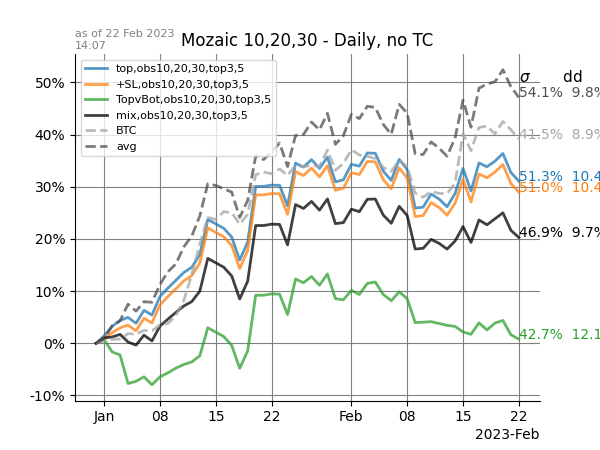 as of 22 Feb 2023
14:07
Mozaic 10,20,30 - Daily, no TC
top,obs10,20,30,top3,5
+SL,obs10,20,30,top3,5
TopvBot,obs10,20,30,top3,5
mix,obs10,20,30,top3,5
BTC
avg
σ dd
54.1% 9.8%
41.5% 8.9%
51.3% 10.4
51.0% 10.4
46.9% 9.7%
42.7% 12.1
50%
40%
30%
20%
10%
0%
-10%
Jan 08 15 22 Feb 08 15 22
2023-Feb